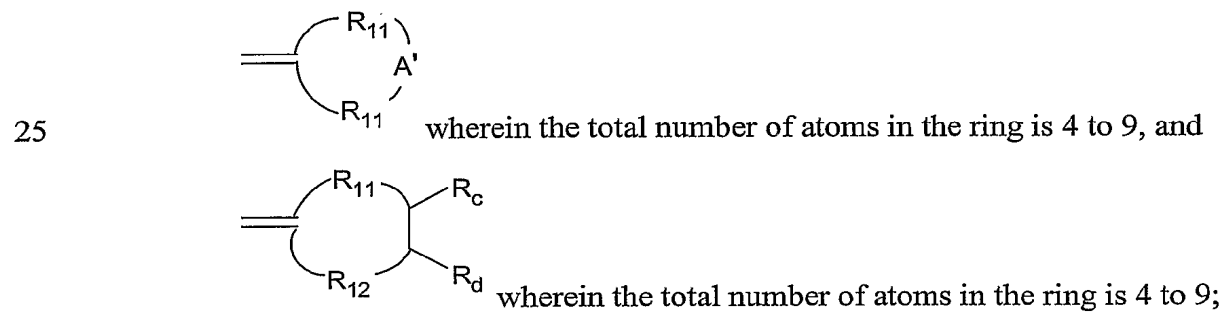 R11
A'
R11
25 wherein the total number of atoms in the ring is 4 to 9, and
R11 Rc
R12 Rd wherein the total number of atoms in the ring is 4 to 9;